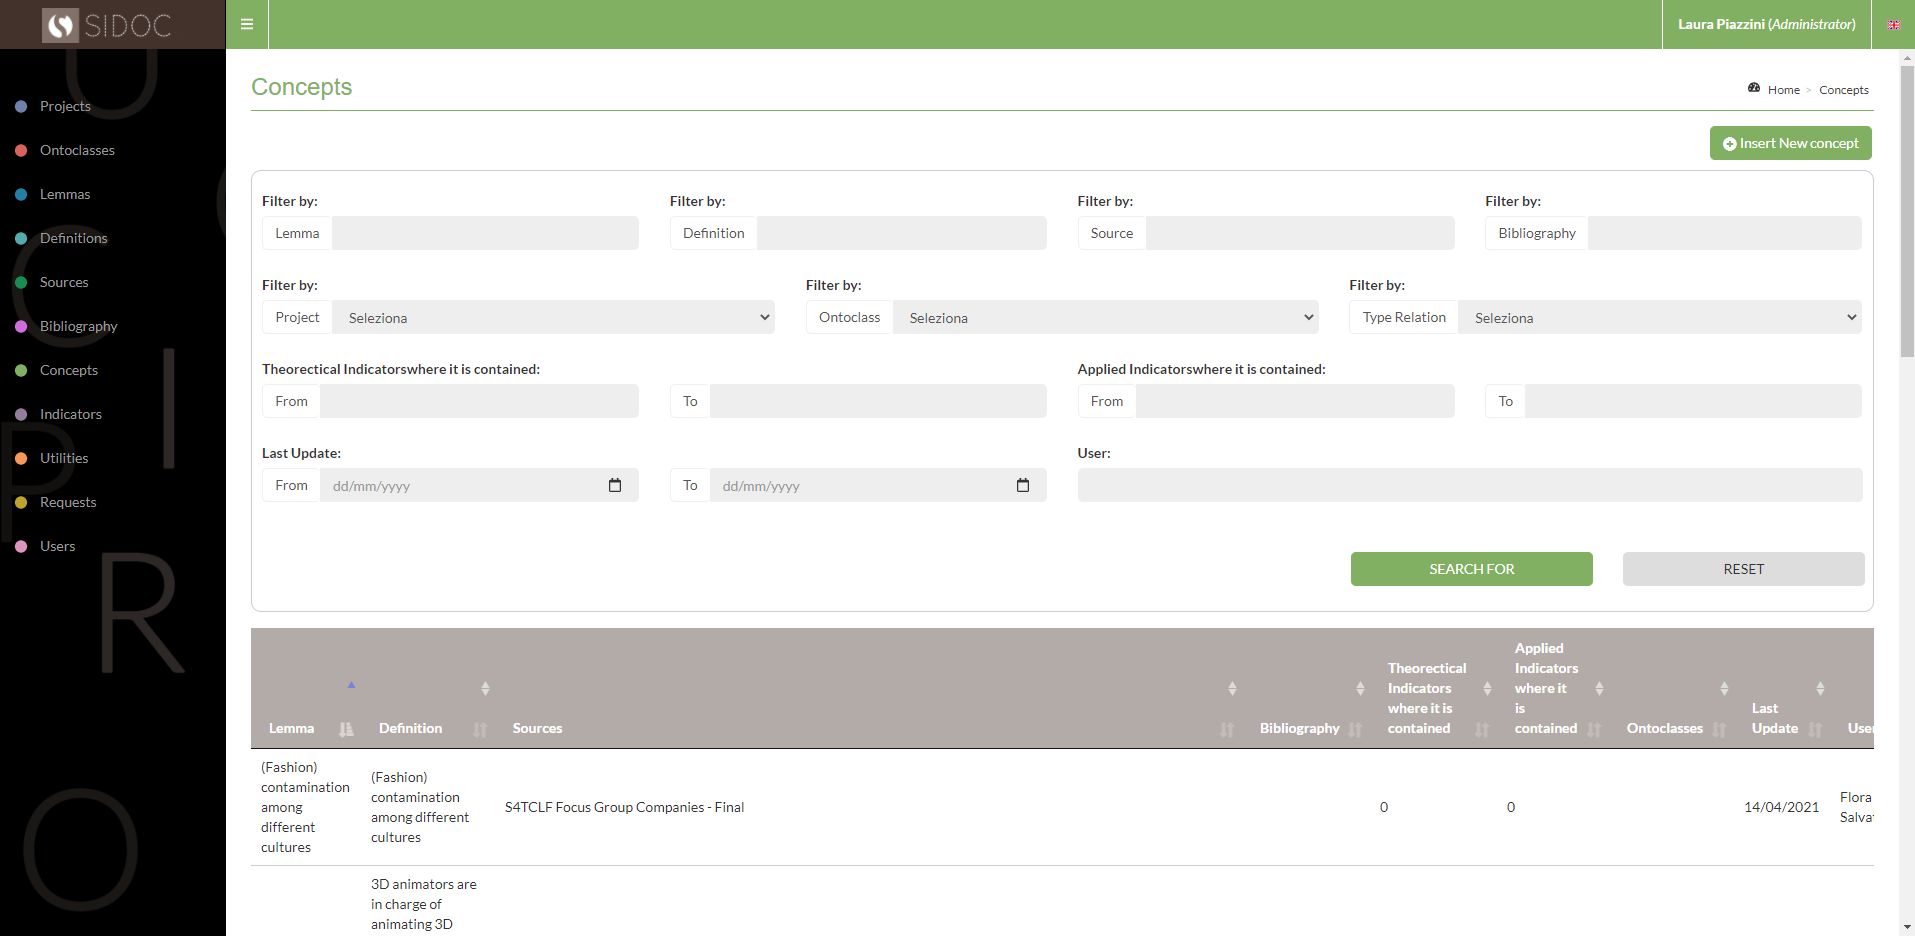 SIDOC
Laura Piazzini (Administrator)
Projects
Ontoclasses
Lemmas
Definitions
Sources
Bibliography
Concepts
Indicators
Utilities
Requests
Users
Concepts
Home > Concepts
Insert New concept
Filter by:
Lemma
Filter by:
Definition
Filter by:
Source
Filter by:
Bibliography
Filter by:
Project Seleziona
Filter by:
Ontoclass Seleziona
Filter by:
Type Relation Seleziona
Theorectical Indicatorswhere it is contained:
From To
Applied Indicatorswhere it is contained:
From To
Last Update:
From dd/mm/yyyy To dd/mm/yyyy
User:
SEARCH FOR RESET
Lemma
Definition
Sources
Bibliography
Theorectical
Indicators
where it is
contained
Applied
Indicators
where it
is
contained
Ontoclasses
Last
Update
User
(Fashion)
contamination
among
different
cultures
(Fashion)
contamination
among different
cultures
S4TCLF Focus Group Companies - Final
0
0
14/04/2021
Flora
3D animators are
in charge of
animating 3D